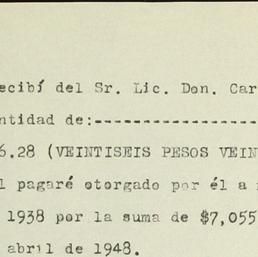 ecibí del Sr. Lic. Don. Car
ntidad de:-----------------
6.28 (VEINTISEIS PESOS VEIN
l pagaré otorgado por él a
1938 por la suma de $7,055
abril de 1948.